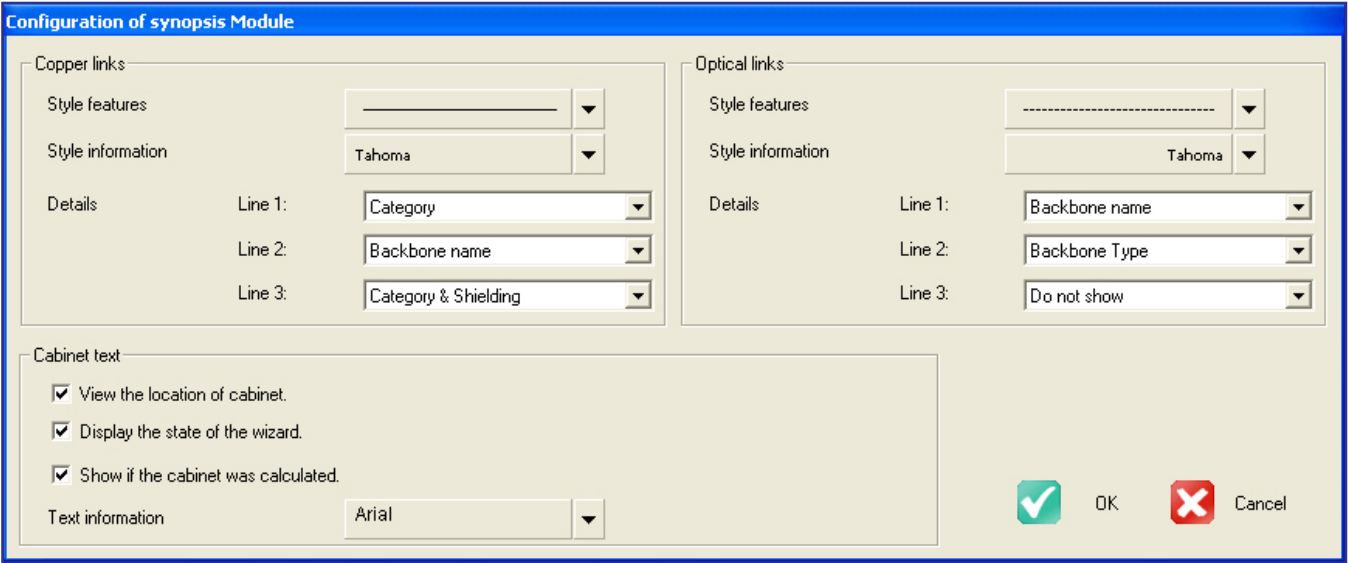 Configuration of synopsis Module
Copper links
Style features
Style information
Tahoma
Details
Line 1:
Category
Line 2:
Backbone name
Line 3:
Category & Shielding
Optical links
Style features
Style information
Tahoma
Details
Line 1:
Backbone name
Line 2:
Backbone Type
Line 3:
Do not show
Cabinet text
View the location of cabinet.
Display the state of the wizard.
Show if the cabinet was calculated.
Text information
Arial
OK
Cancel